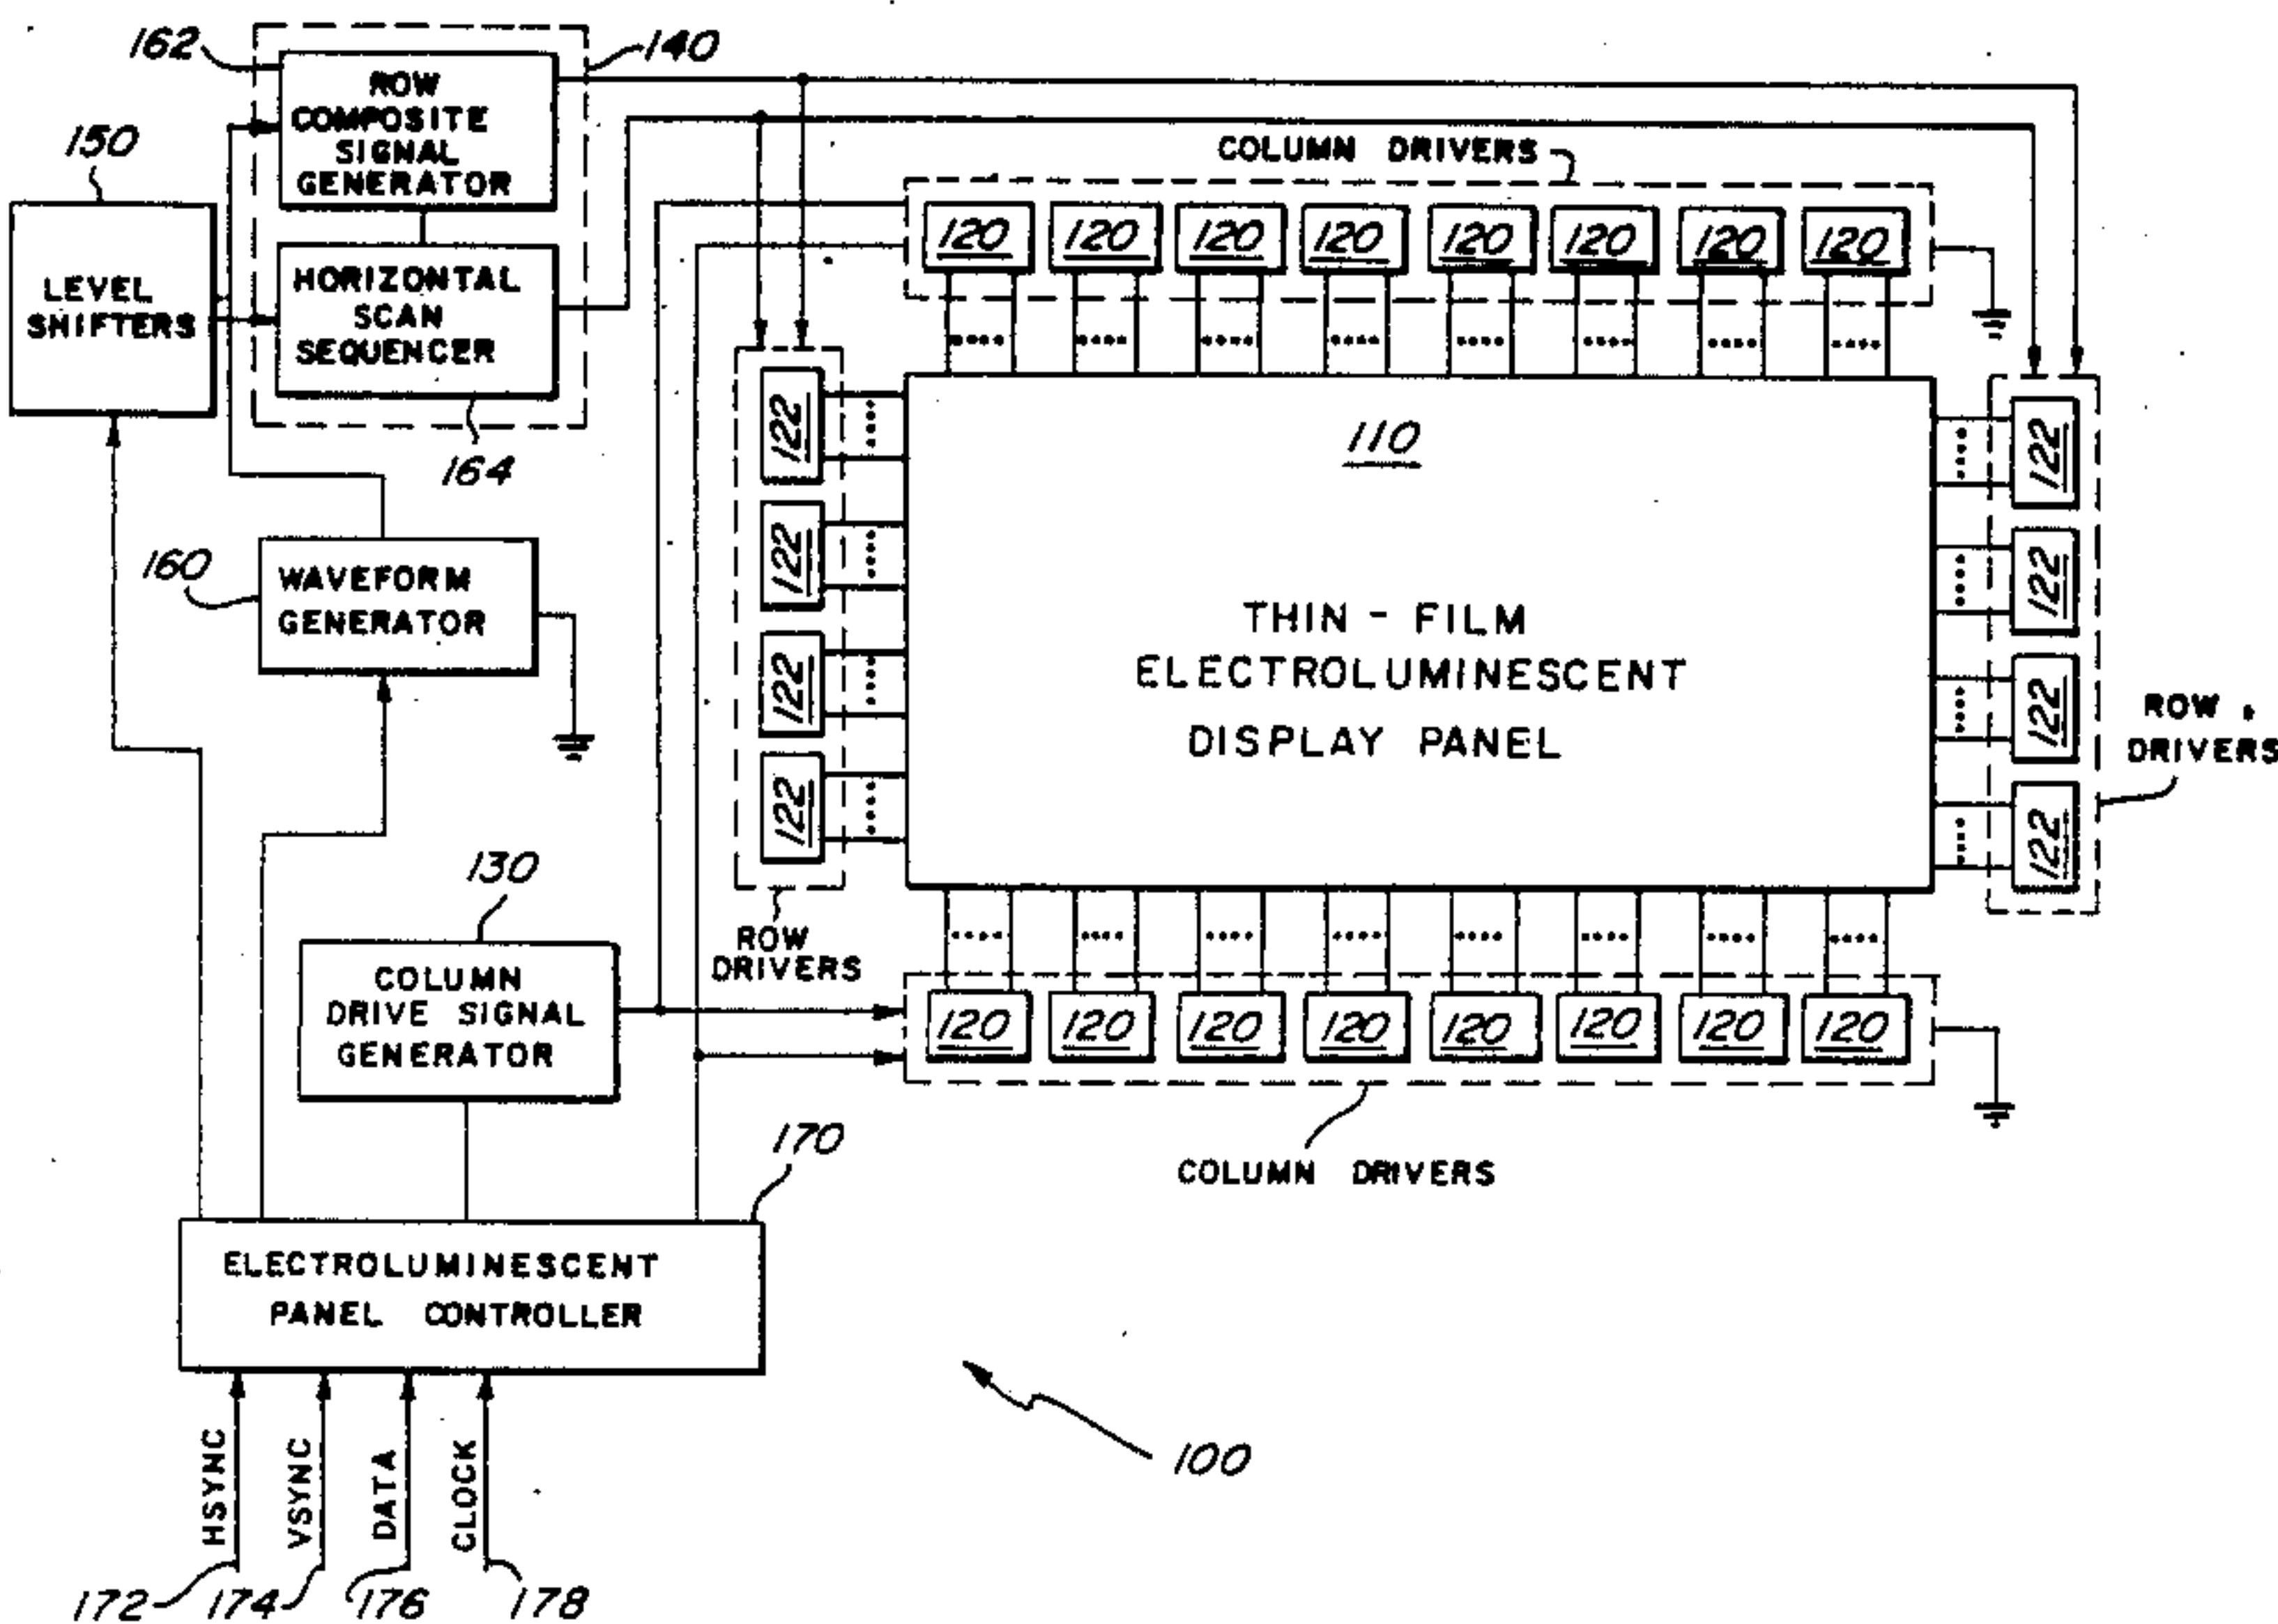 162
140
ROW
COMPOSITE
SIGNAL
GENERATOR
150
COLUMN DRIVERS
120 120 120 120 120 120 120 120
LEVEL
SHIFTERS
HORIZONTAL
SCAN
SEQUENCER
164
122
122
122
122
110
THIN - FILM
ELECTROLUMINESCENT
DISPLAY PANEL
122
122
122
122
ROW
DRIVERS
160
WAVEFORM
GENERATOR
130
ROW
DRIVERS
COLUMN
DRIVE SIGNAL
GENERATOR
120 120 120 120 120 120 120 120
COLUMN DRIVERS
170
ELECTROLUMINESCENT
PANEL CONTROLLER
HSYNC
VSYNC
DATA
CLOCK
100
172 174 176 178